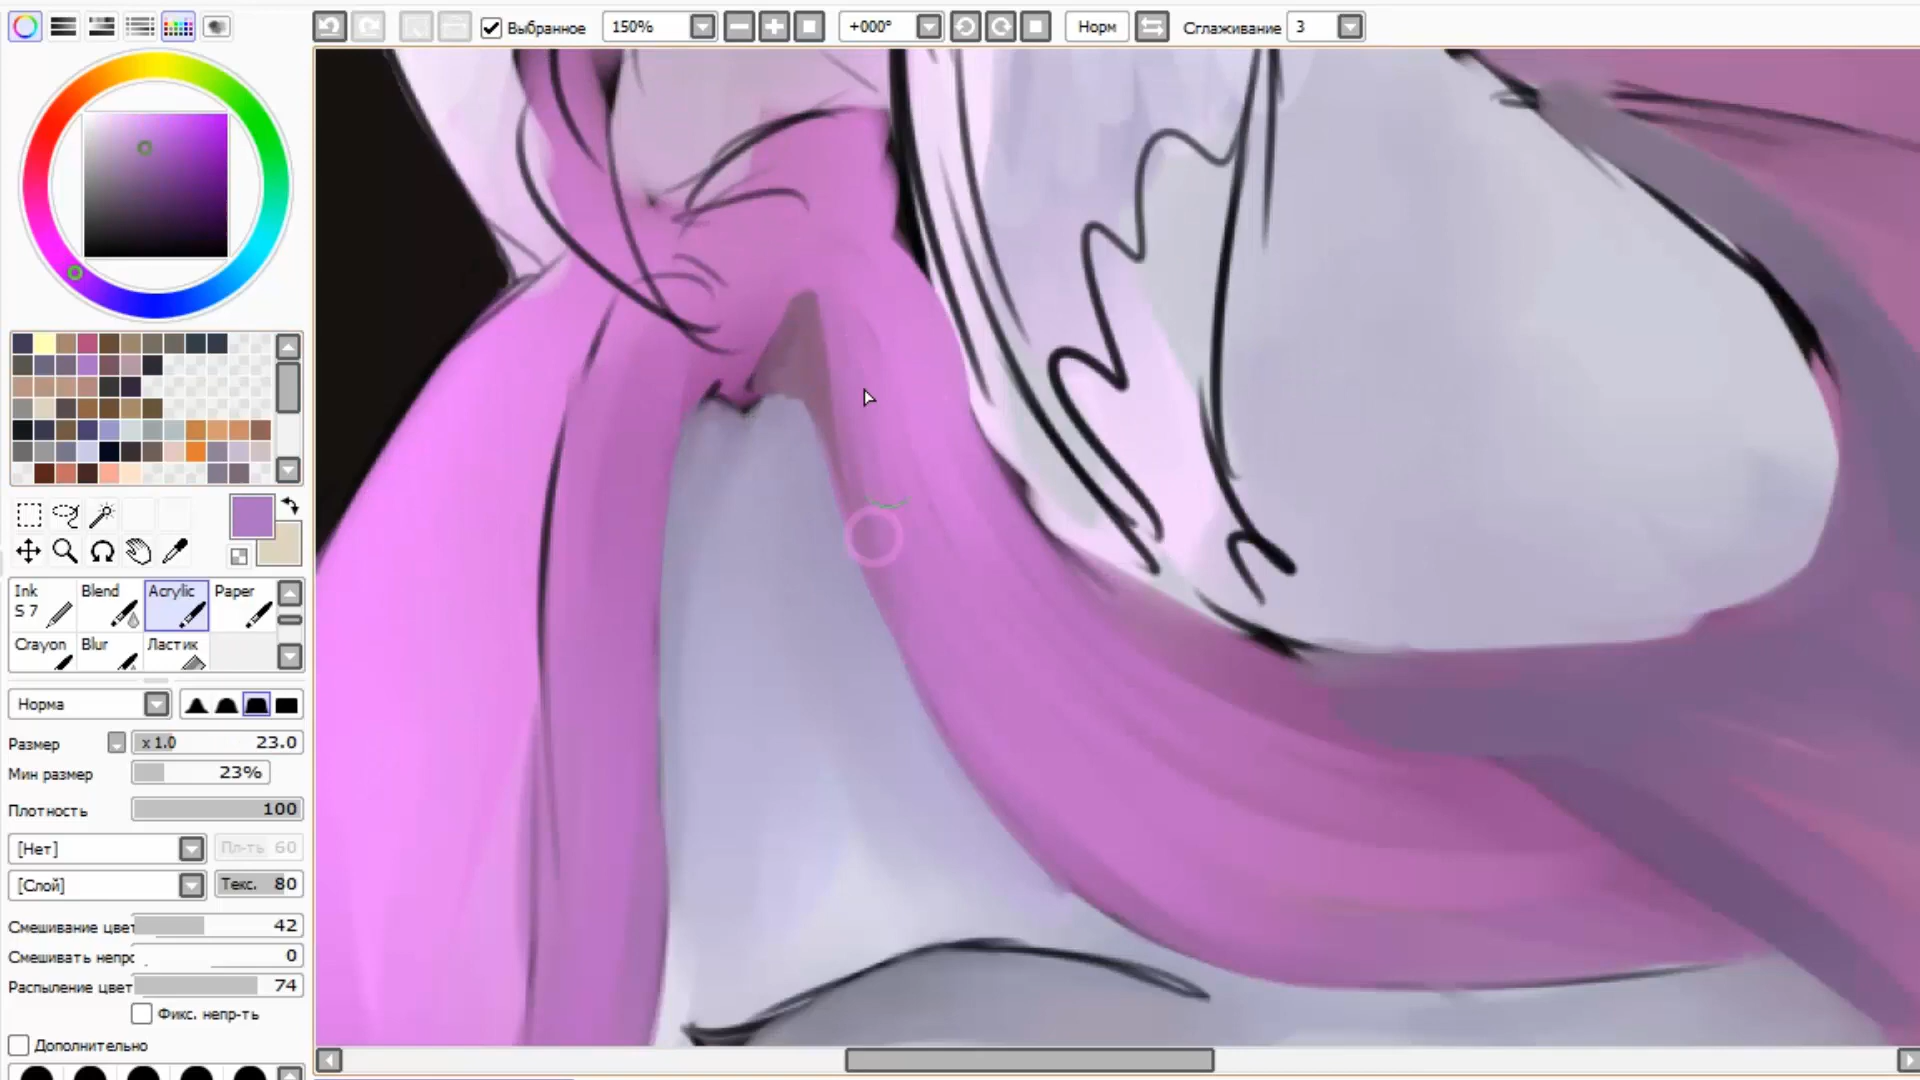 Выбранное 150% +000° Норм Сглаживание 3
Ink
S 7
Blend
Acrylic
Paper
Crayon
Blur
Ластик
Норма
Размер x 1.0 23.0
Мин размер 23%
Плотность 100
[Нет] Пл-ть 60
[Слой] Текс. 80
Смешивание цвет 42
Смешивать непрс 0
Распыление цвет 74
Фикс. непр-ть
Дополнительно